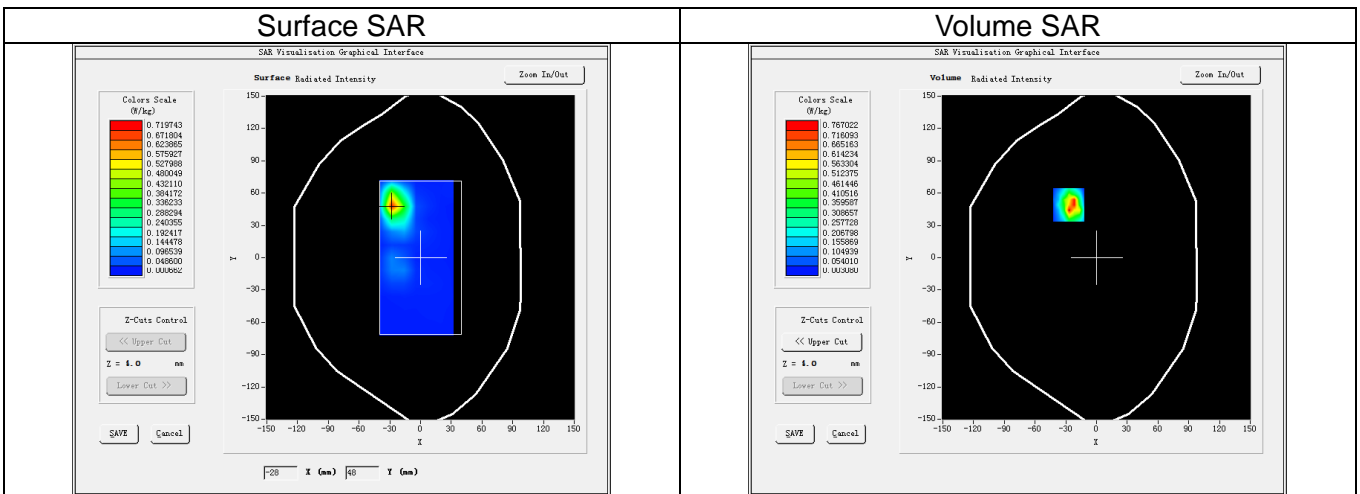 Surface SAR
Volume SAR
SAR Visualisation Graphical Interface
Surface Radiated Intensity
Zoom In/Out
Colors Scale
(W/kg)
0.719743
0.671804
0.623865
0.575927
0.527988
0.480049
0.432110
0.384172
0.336233
0.288294
0.240355
0.192417
0.144478
0.096539
0.048600
0.000662
Z-Cuts Control
<< Upper Cut
Z = 4.0 mm
Lower Cut >>
SAVE Cancel
150
120
90
60
30
0
-30
-60
-90
-120
-150
Y
-150 -120 -90 -60 -30 0 30 60 90 120 150
X
-28 X (mm) 48 Y (mm)
SAR Visualisation Graphical Interface
Volume Radiated Intensity
Zoom In/Out
Colors Scale
(W/kg)
0.767022
0.716093
0.665163
0.614234
0.563304
0.512375
0.461446
0.410516
0.359587
0.308657
0.257728
0.206798
0.155869
0.104939
0.054010
0.003080
Z-Cuts Control
<< Upper Cut
Z = 4.0 mm
Lower Cut >>
SAVE Cancel
150
120
90
60
30
0
-30
-60
-90
-120
-150
Y
-150 -120 -90 -60 -30 0 30 60 90 120 150
X